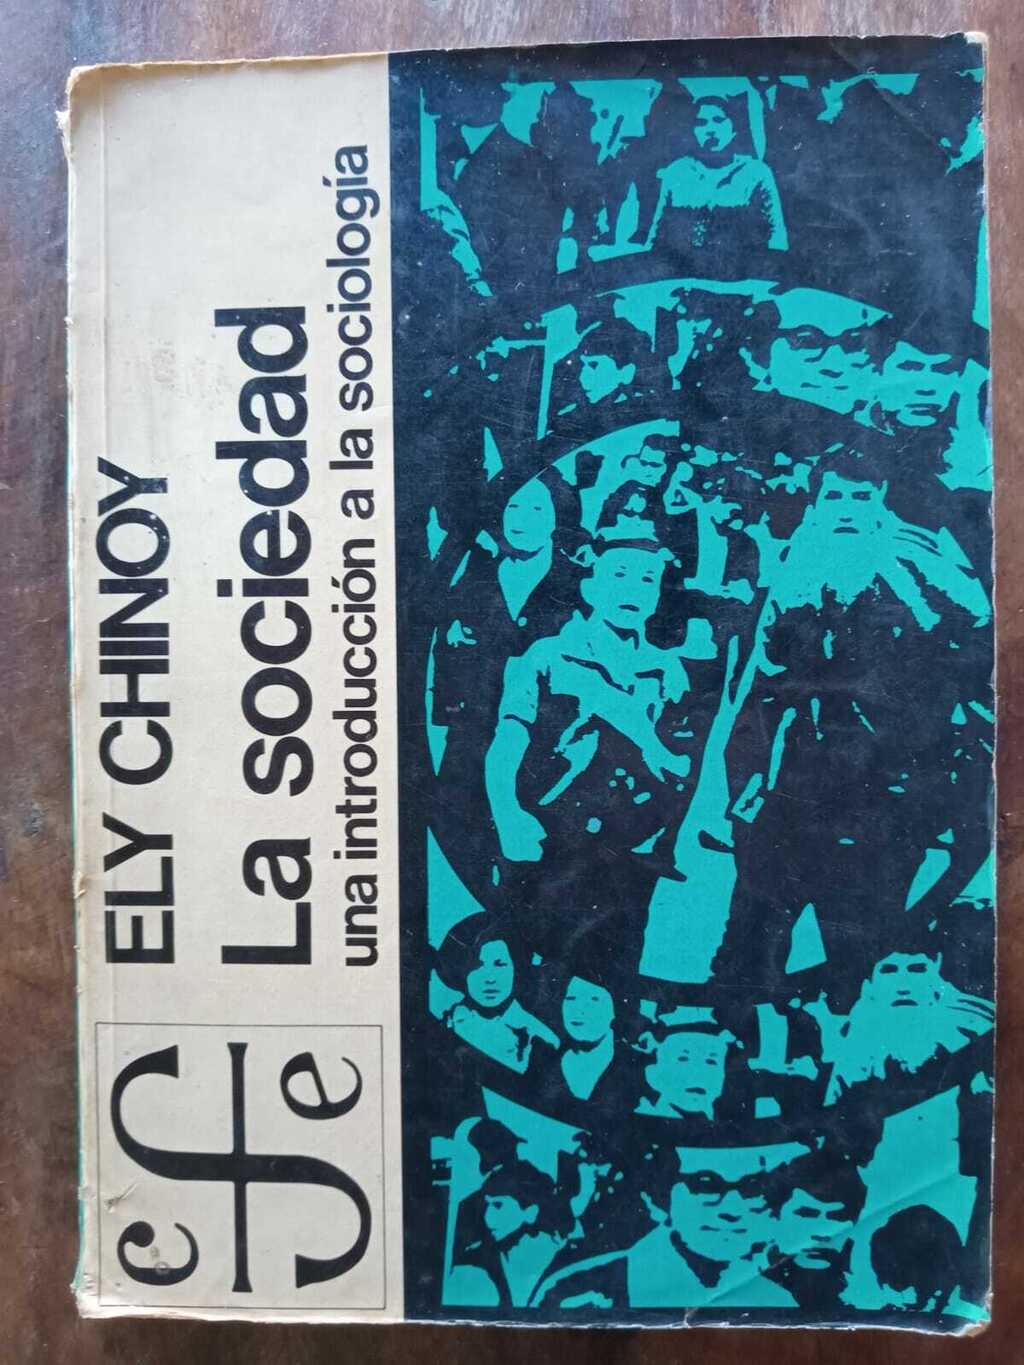 ELY CHINOY
La sociedad
una introducción a la sociología
cfe